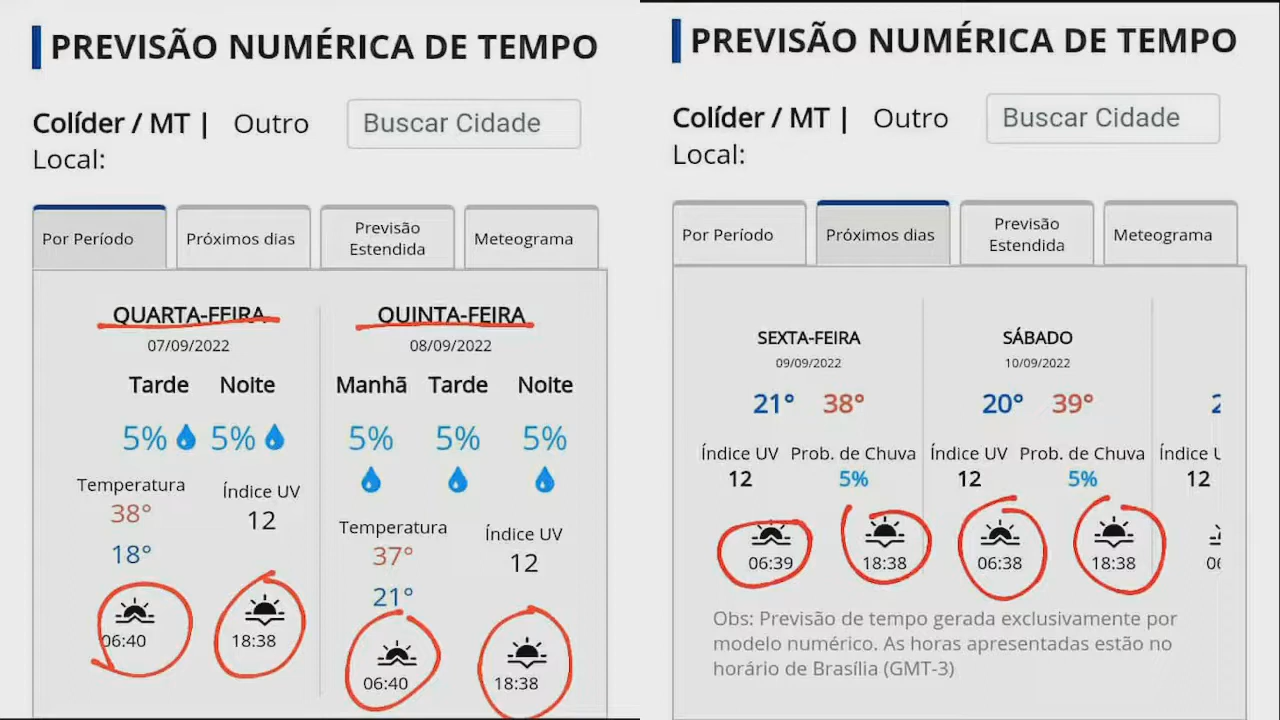 PREVISÃO NUMÉRICA DE TEMPO
Colíder / MT | Outro
Local:
Buscar Cidade
Por Período
Próximos dias
Previsão
Estendida
Meteograma
QUARTA-FEIRA
07/09/2022
Tarde Noite
5% 5%
Temperatura
38°
18°
Índice UV
12
06:40
18:38
QUINTA-FEIRA
08/09/2022
Manhã Tarde Noite
5% 5% 5%
Temperatura
37°
21°
Índice UV
12
06:40
18:38
PREVISÃO NUMÉRICA DE TEMPO
Colíder / MT | Outro
Local:
Buscar Cidade
Por Período
Próximos dias
Previsão
Estendida
Meteograma
SEXTA-FEIRA
09/09/2022
21° 38°
Índice UV Prob. de Chuva
12 5%
06:39 18:38
SÁBADO
10/09/2022
20° 39°
Índice UV Prob. de Chuva
12 5%
06:38 18:38
Índice
12
Obs: Previsão de tempo gerada exclusivamente por
modelo numérico. As horas apresentadas estão no
horário de Brasília (GMT-3)